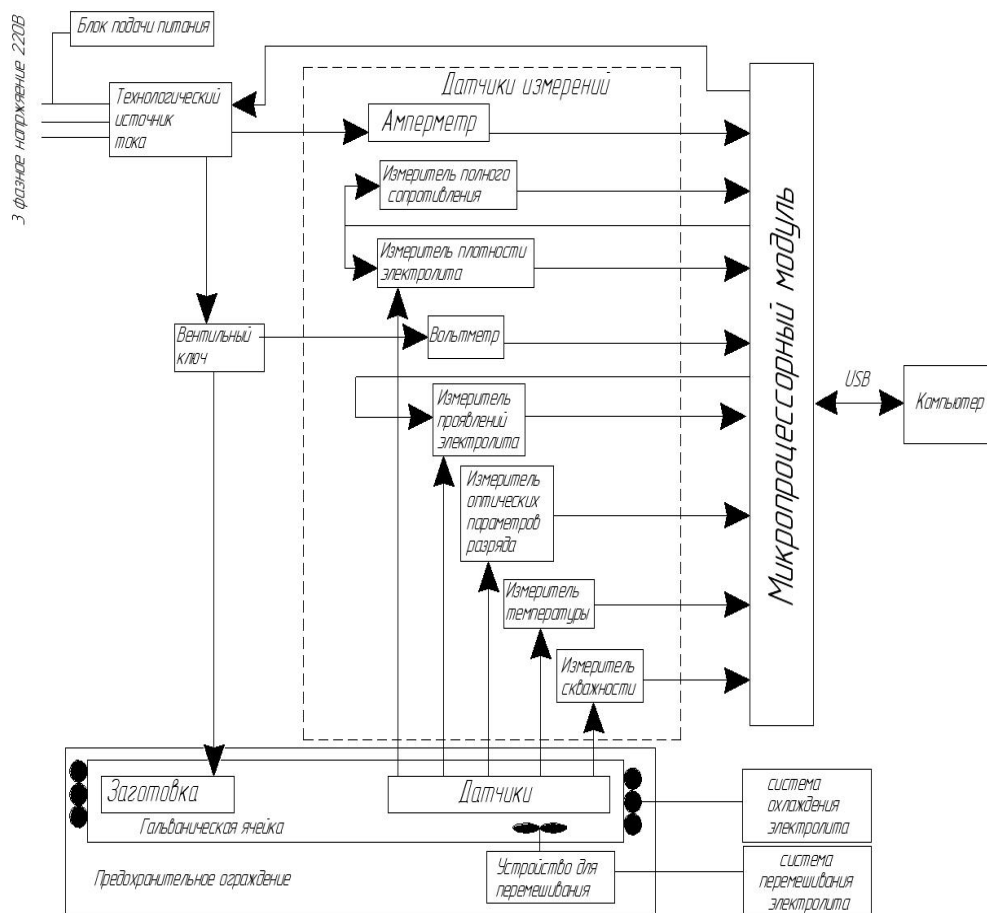 3 фазное напряжение 220В
Блок подачи питания
Технологический
источник
тока
Датчики измерений
Амперметр
Измеритель полного
сопротивления
Измеритель плотности
электролита
Вентильный
ключ
Вольтметр
Измеритель
проявлений
электролита
Измеритель
оптических
параметров
разряда
Измеритель
температуры
Измеритель
скважности
Микропроцессорный модуль
USB
Компьютер
Заготовка
Датчики
Гальваническая ячейка
Предохранительное ограждение
Устройство для
перемешивания
система
охлаждения
электролита
система
перемешивания
электролита